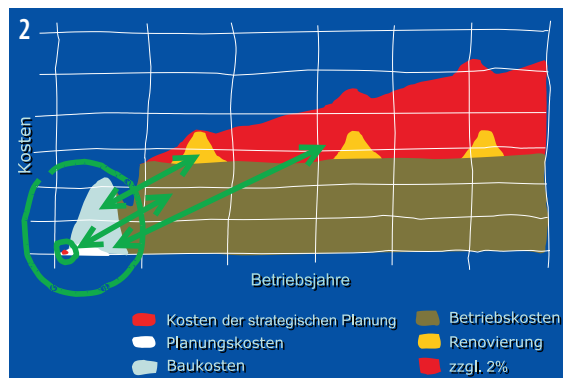 2
Kosten
Betriebsjahre
Kosten der strategischen Planung
Planungskosten
Baukosten
Betriebskosten
Renovierung
zzgl. 2%